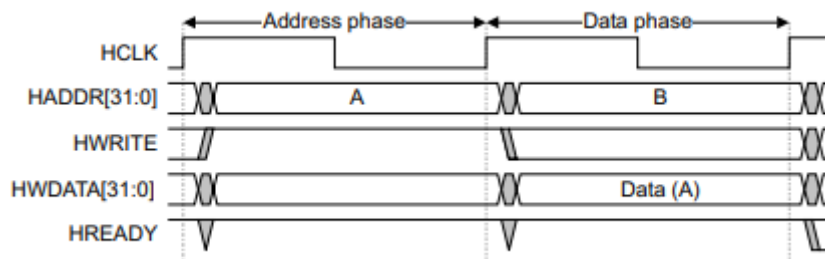 Address phase Data phase
HCLK
HADDR[31:0] A B
HWRITE
HWDATA[31:0] Data (A)
HREADY